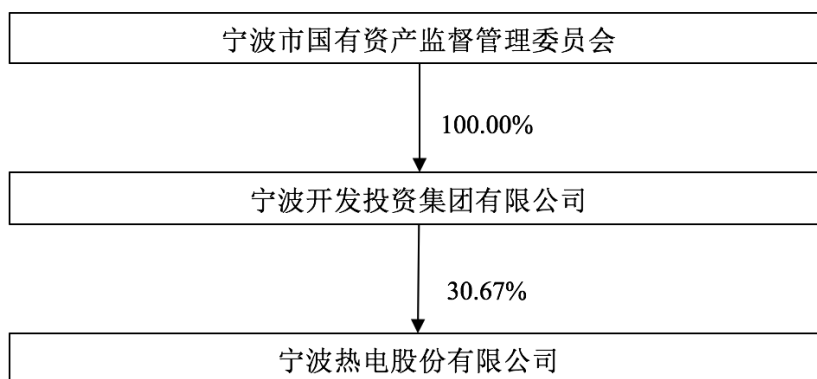 宁波市国有资产监督管理委员会
100.00%
宁波开发投资集团有限公司
30.67%
宁波热电股份有限公司